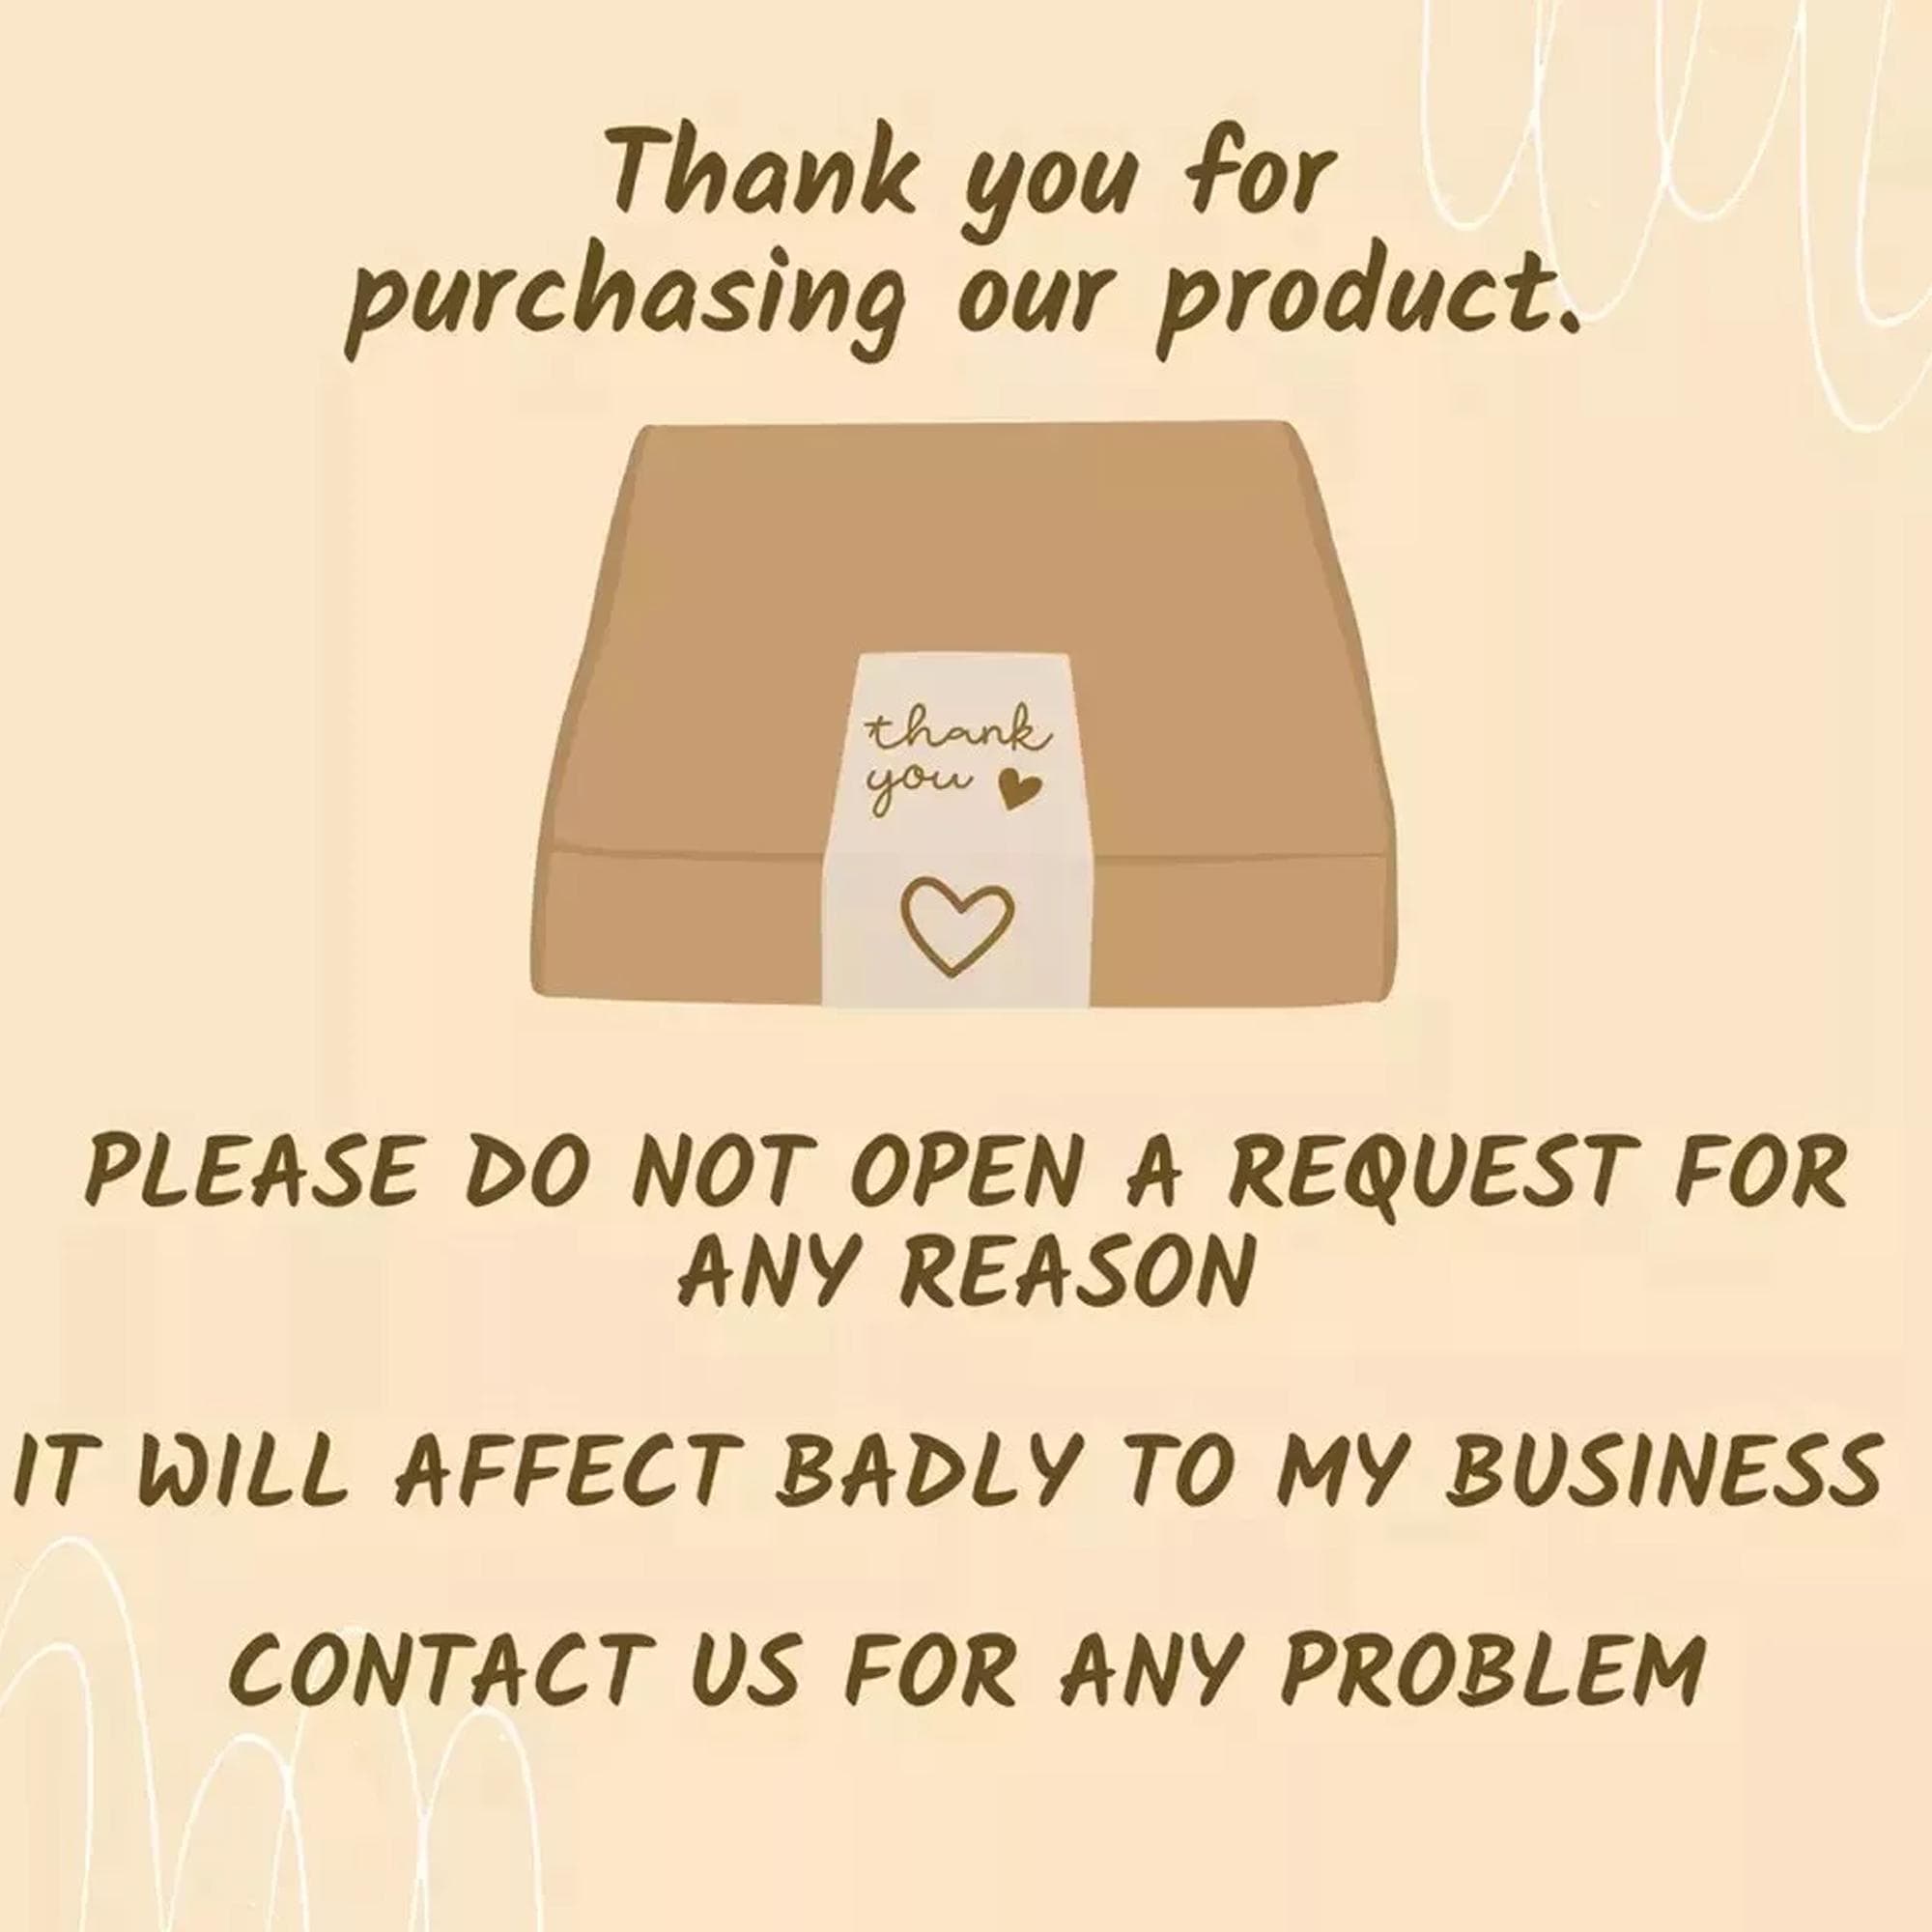 Thank you for
purchasing our product.
thank
you
PLEASE DO NOT OPEN A REQUEST FOR
ANY REASON
IT WILL AFFECT BADLY TO MY BUSINESS
CONTACT US FOR ANY PROBLEM